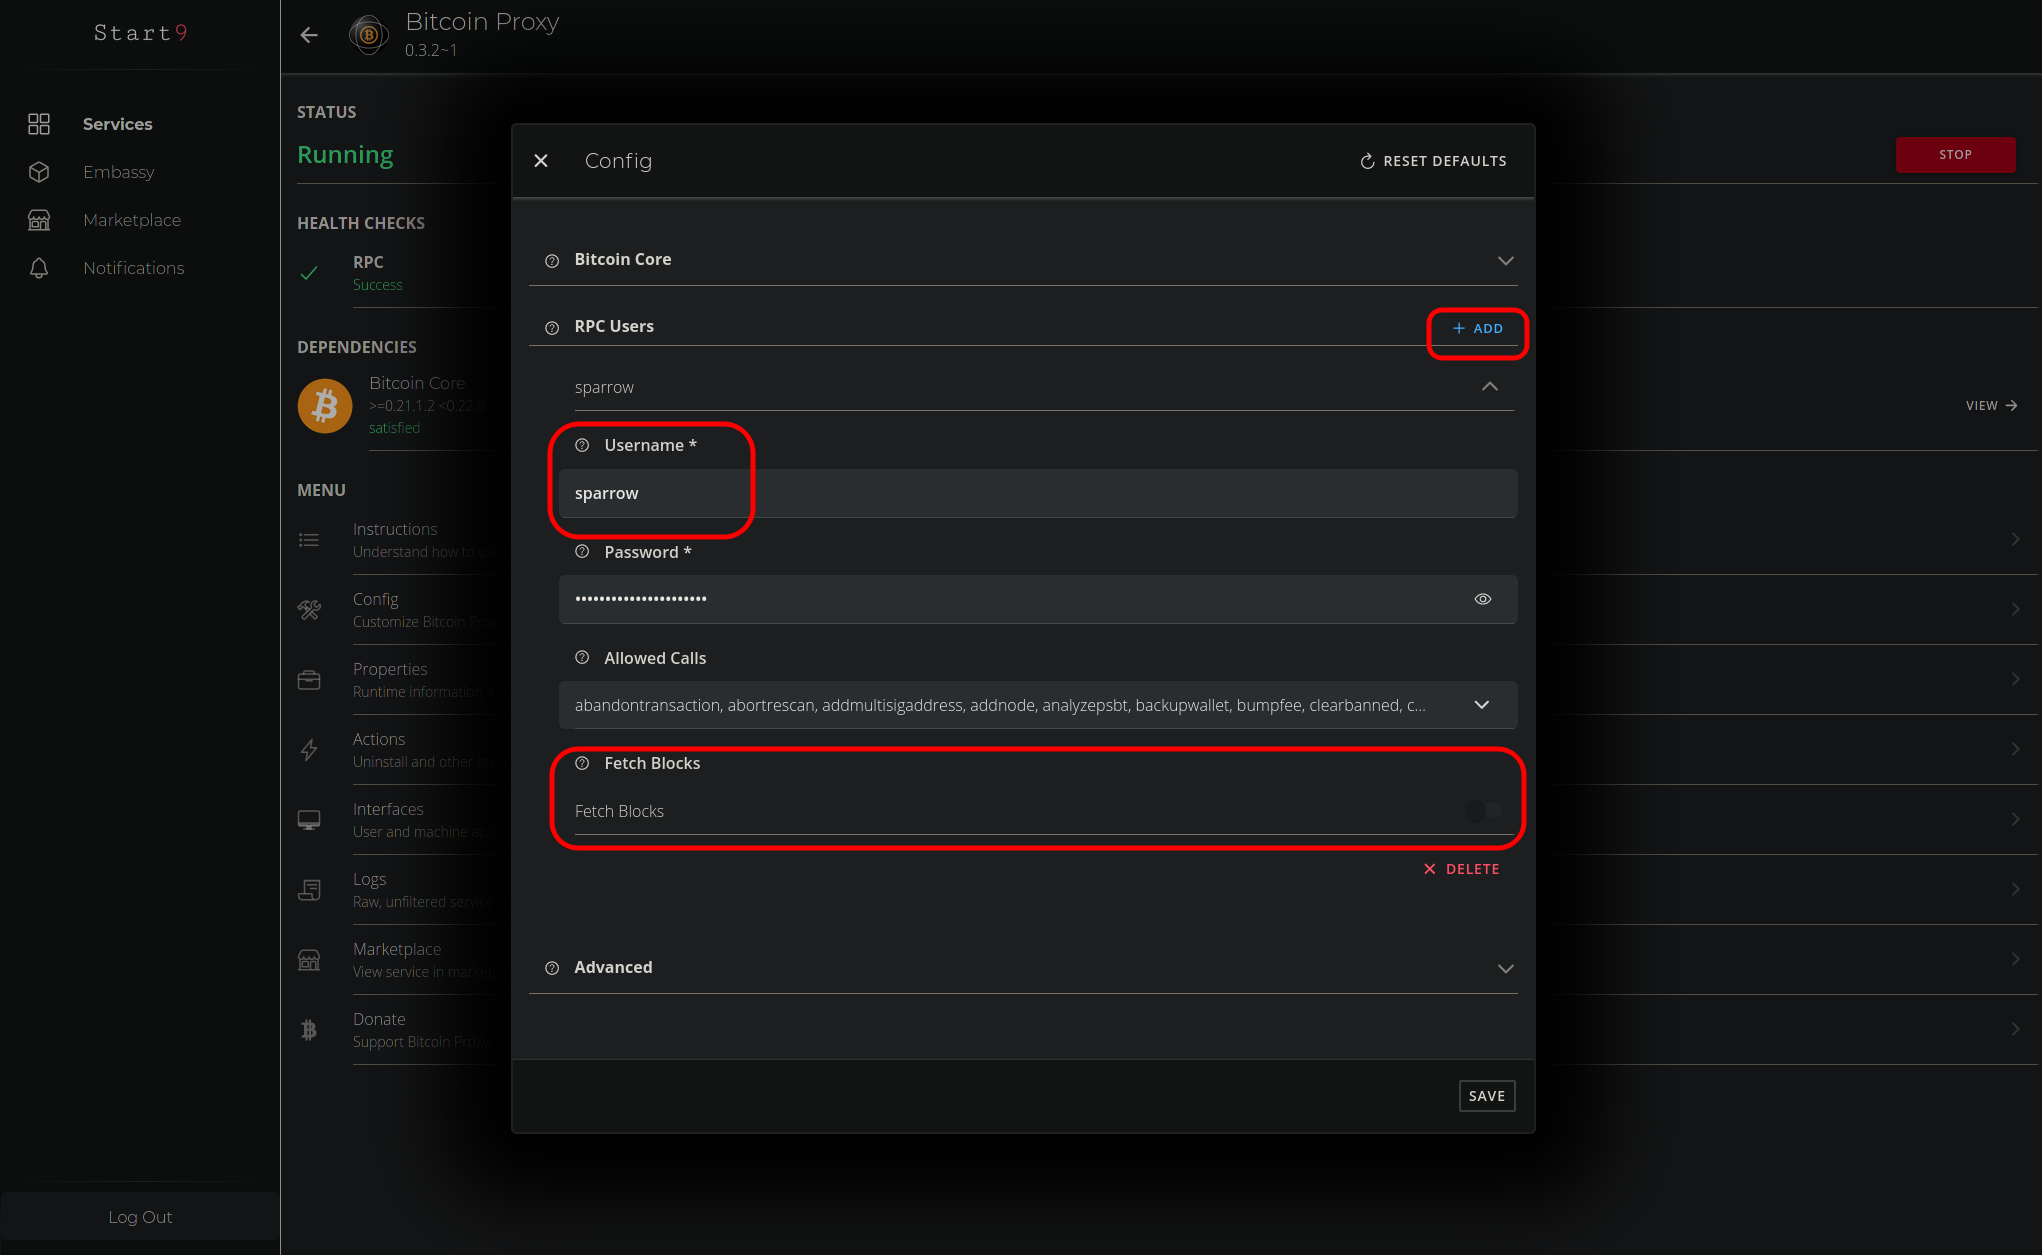 Start9
Services
Embassy
Marketplace
Notifications
Log Out
Bitcoin Proxy
0.3.2~1
STATUS
Running
STOP
HEALTH CHECKS
RPC
Success
DEPENDENCIES
Bitcoin Core
>=0.21.1.2 <0.22.0
satisfied
VIEW
MENU
Instructions
Understand how to use
Config
Customize Bitcoin Proxy
Properties
Runtime information,
Actions
Uninstall and other
Interfaces
User and machine
Logs
Raw, unfiltered service
Marketplace
View service in
Donate
Support Bitcoin Proxy
Config
RESET DEFAULTS
Bitcoin Core
RPC Users
+ ADD
sparrow
Username *
sparrow
Password *
••••••••••••••••••••••
Allowed Calls
abandontransaction, abortrescan, addmultisigaddress, addnode, analyzepsbt, backupwallet, bumpfee, clearbanned, c...
Fetch Blocks
Fetch Blocks
DELETE
Advanced
SAVE